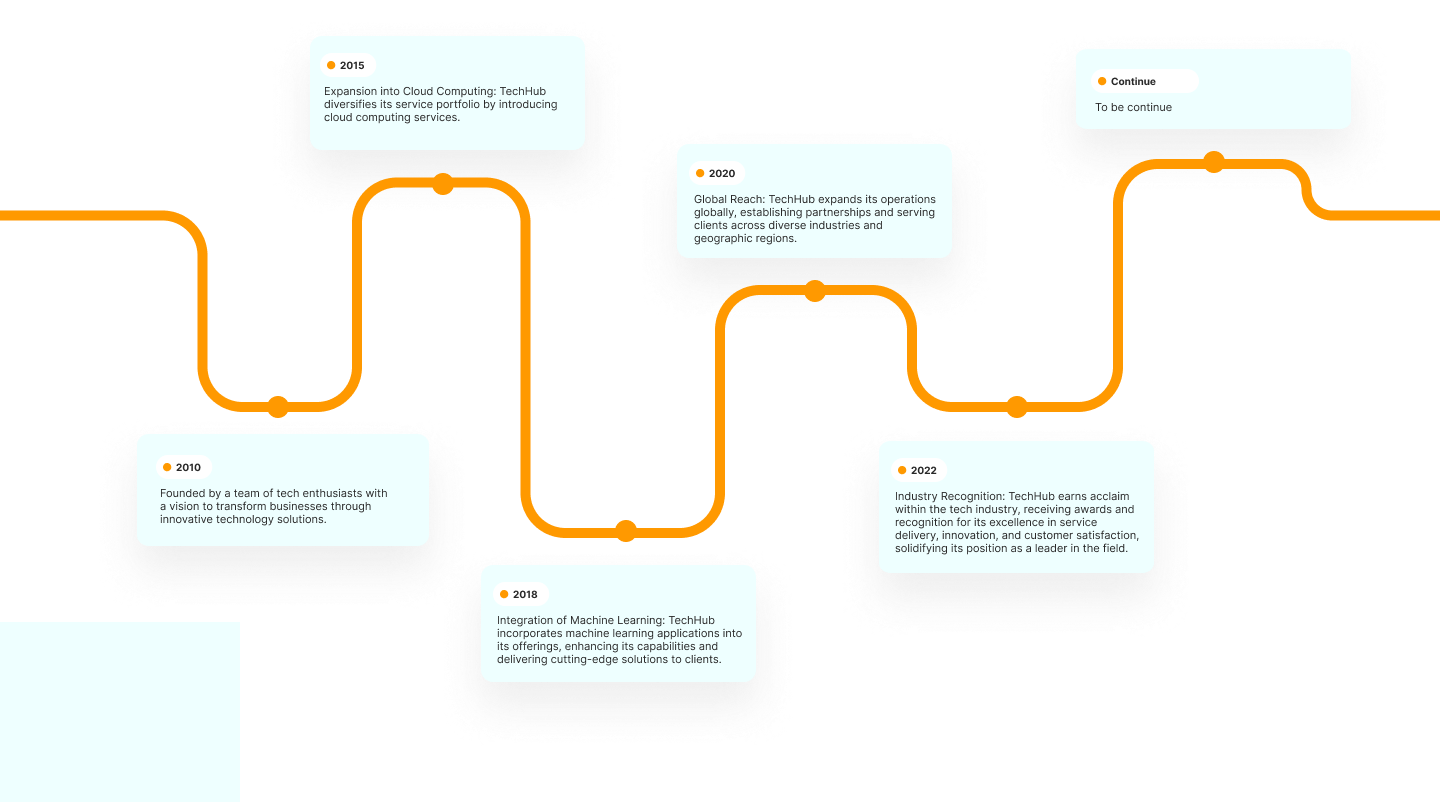 2015
Expansion into Cloud Computing: TechHub
diversifies its service portfolio by introducing
cloud computing services.
Continue
To be continue
2020
Global Reach: TechHub expands its operations
globally, establishing partnerships and serving
clients across diverse industries and
geographic regions.
2010
Founded by a team of tech enthusiasts with
a vision to transform businesses through
innovative technology solutions.
2022
Industry Recognition: TechHub earns acclaim
within the tech industry, receiving awards and
recognition for its excellence in service
delivery, innovation, and customer satisfaction,
solidifying its position as a leader in the field.
2018
Integration of Machine Learning: TechHub
incorporates machine learning applications into
its offerings, enhancing its capabilities and
delivering cutting-edge solutions to clients.